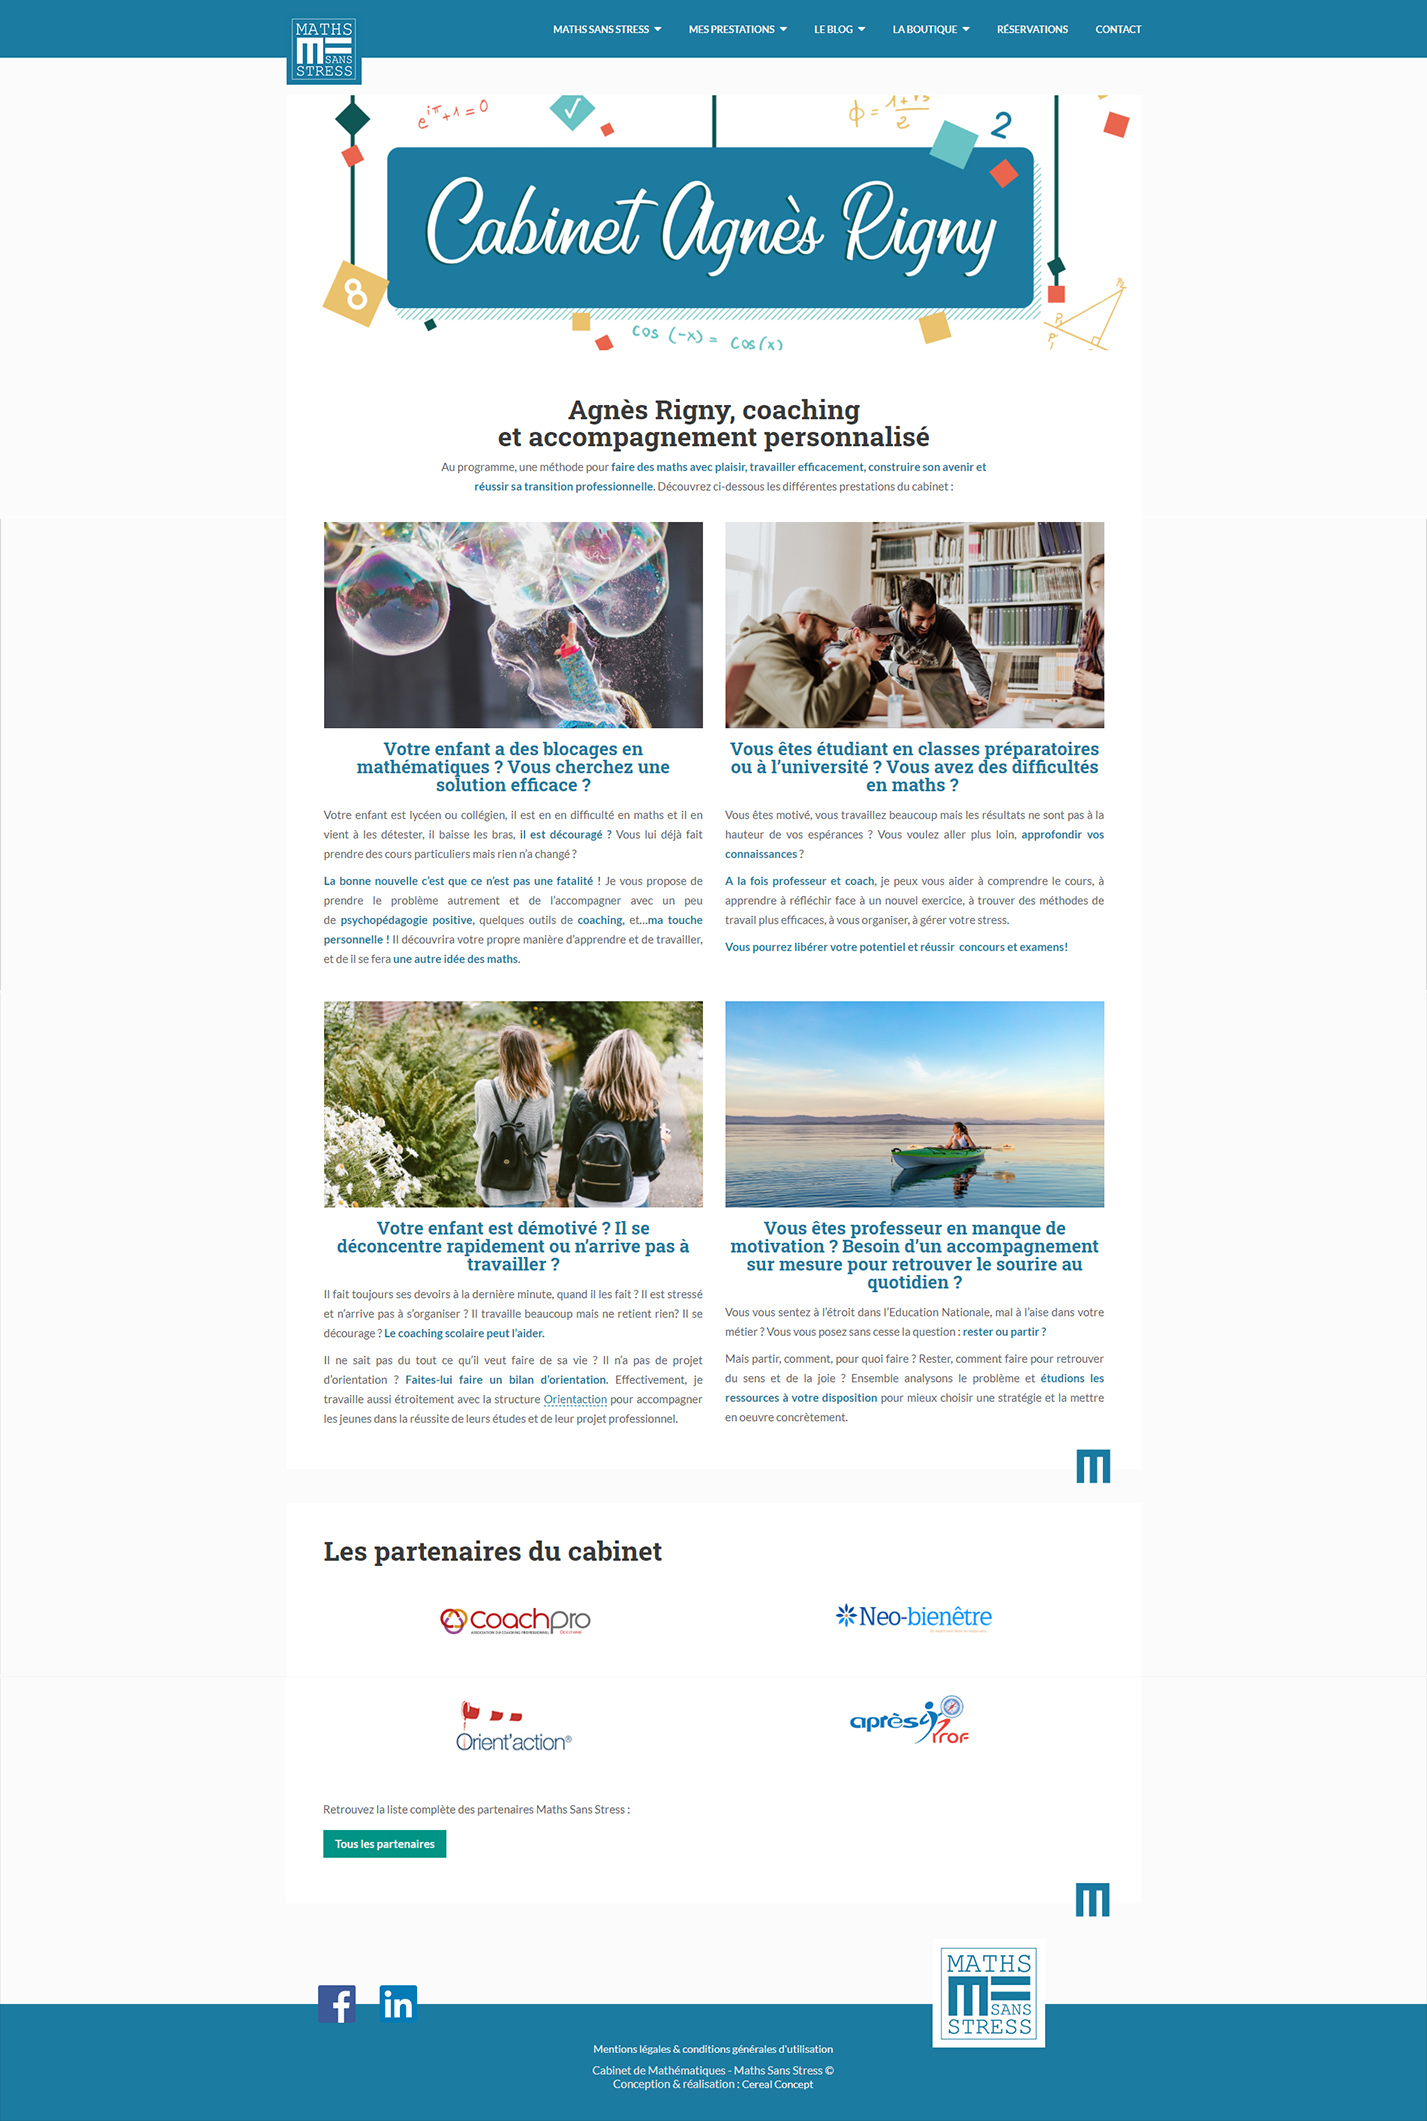 MATHS
SANS
STRESS
MATHS SANS STRESS
MES PRESTATIONS
LE BLOG
LA BOUTIQUE
RÉSERVATIONS
CONTACT
e^iπ+1=0
√
ϕ = 1+√5/2
2
Cabinet Agnès Rigny
8
cos (-x) = cos(x)
Agnès Rigny, coaching
et accompagnement personnalisé
Au programme, une méthode pour faire des maths avec plaisir, travailler efficacement, construire son avenir et
réussir sa transition professionnelle. Découvrez ci-dessous les différentes prestations du cabinet :
Votre enfant a des blocages en
mathématiques ? Vous cherchez une
solution efficace ?
Votre enfant est lycéen ou collégien, il est en en difficulté en maths et il en
vient à les détester, il baisse les bras, il est découragé ? Vous lui déjà fait
prendre des cours particuliers mais rien n'a changé ?
La bonne nouvelle c'est que ce n'est pas une fatalité ! Je vous propose de
prendre le problème autrement et de l'accompagner avec un peu
de psychopédagogie positive, quelques outils de coaching, et...ma touche
personnelle ! Il découvrira votre propre manière d'apprendre et de travailler,
et de il se fera une autre idée des maths.
Vous êtes étudiant en classes préparatoires
ou à l'université ? Vous avez des difficultés
en maths ?
Vous êtes motivé, vous travaillez beaucoup mais les résultats ne sont pas à la
hauteur de vos espérances ? Vous voulez aller plus loin, approfondir vos
connaissances ?
A la fois professeur et coach, je peux vous aider à comprendre le cours, à
apprendre à réfléchir face à un nouvel exercice, à trouver des méthodes de
travail plus efficaces, à vous organiser, à gérer votre stress.
Vous pourrez libérer votre potentiel et réussir concours et examens!
Votre enfant est démotivé ? Il se
déconcentre rapidement ou n'arrive pas à
travailler ?
Il fait toujours ses devoirs à la dernière minute, quand il les fait ? Il est stressé
et n'arrive pas à s'organiser ? Il travaille beaucoup mais ne retient rien? Il se
décourage ? Le coaching scolaire peut l'aider.
Il ne sait pas du tout ce qu'il veut faire de sa vie ? Il n'a pas de projet
d'orientation ? Faites-lui faire un bilan d'orientation. Effectivement, je
travaille aussi étroitement avec la structure Orientaction pour accompagner
les jeunes dans la réussite de leurs études et de leur projet professionnel.
Vous êtes professeur en manque de
motivation ? Besoin d'un accompagnement
sur mesure pour retrouver le sourire au
quotidien ?
Vous vous sentez à l'étroit dans l'Education Nationale, mal à l'aise dans votre
métier ? Vous vous posez sans cesse la question : rester ou partir ?
Mais partir, comment, pour quoi faire ? Rester, comment faire pour retrouver
du sens et de la joie ? Ensemble analysons le problème et étudions les
ressources à votre disposition pour mieux choisir une stratégie et la mettre
en oeuvre concrètement.
Les partenaires du cabinet
coachpro
ASSOCIATION DU COACHING PROFESSIONNEL Occitanie
Neo-bienêtre
Orient'action®
après prof
Retrouvez la liste complète des partenaires Maths Sans Stress :
Tous les partenaires
MATHS
SANS
STRESS
f
in
Mentions légales & conditions générales d'utilisation
Cabinet de Mathématiques - Maths Sans Stress ©
Conception & réalisation : Cereal Concept